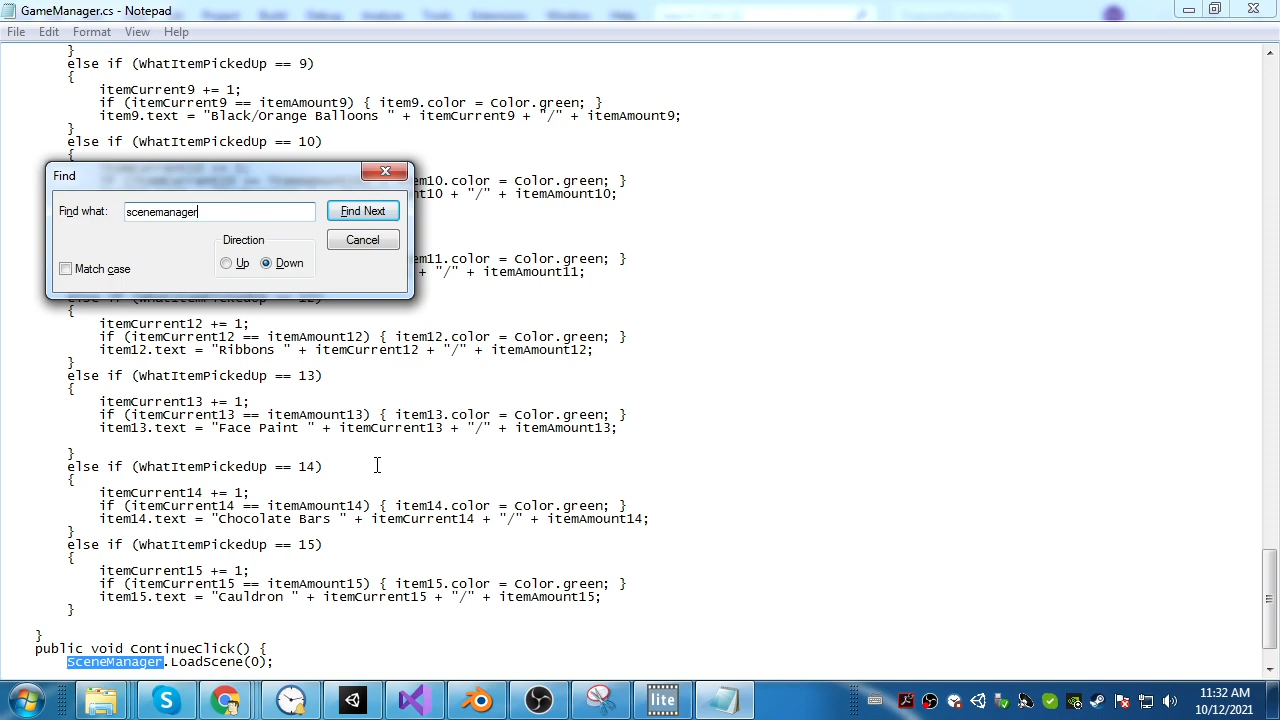 GameManager.cs - Notepad
File Edit Format View Help
}
else if (WhatItemPickedUp == 9)
{
itemCurrent9 += 1;
if (itemCurrent9 == itemAmount9) { item9.color = Color.green; }
item9.text = "Black/Orange Balloons " + itemCurrent9 + "/" + itemAmount9;
}
else if (WhatItemPickedUp == 10)
{
em10.color = Color.green; }
nt10 + "/" + itemAmount10;
Find
Find what: scenemanager Find Next
Direction Cancel
Up Down
Match case
em11.color = Color.green; }
+ "/" + itemAmount11;
{
itemCurrent12 += 1;
if (itemCurrent12 == itemAmount12) { item12.color = Color.green; }
item12.text = "Ribbons " + itemCurrent12 + "/" + itemAmount12;
}
else if (WhatItemPickedUp == 13)
{
itemCurrent13 += 1;
if (itemCurrent13 == itemAmount13) { item13.color = Color.green; }
item13.text = "Face Paint " + itemCurrent13 + "/" + itemAmount13;
}
else if (WhatItemPickedUp == 14)
{
itemCurrent14 += 1;
if (itemCurrent14 == itemAmount14) { item14.color = Color.green; }
item14.text = "Chocolate Bars " + itemCurrent14 + "/" + itemAmount14;
}
else if (WhatItemPickedUp == 15)
{
itemCurrent15 += 1;
if (itemCurrent15 == itemAmount15) { item15.color = Color.green; }
item15.text = "Cauldron " + itemCurrent15 + "/" + itemAmount15;
}
}
public void ContinueClick() {
SceneManager.LoadScene(0);
lite
11:32 AM
10/12/2021